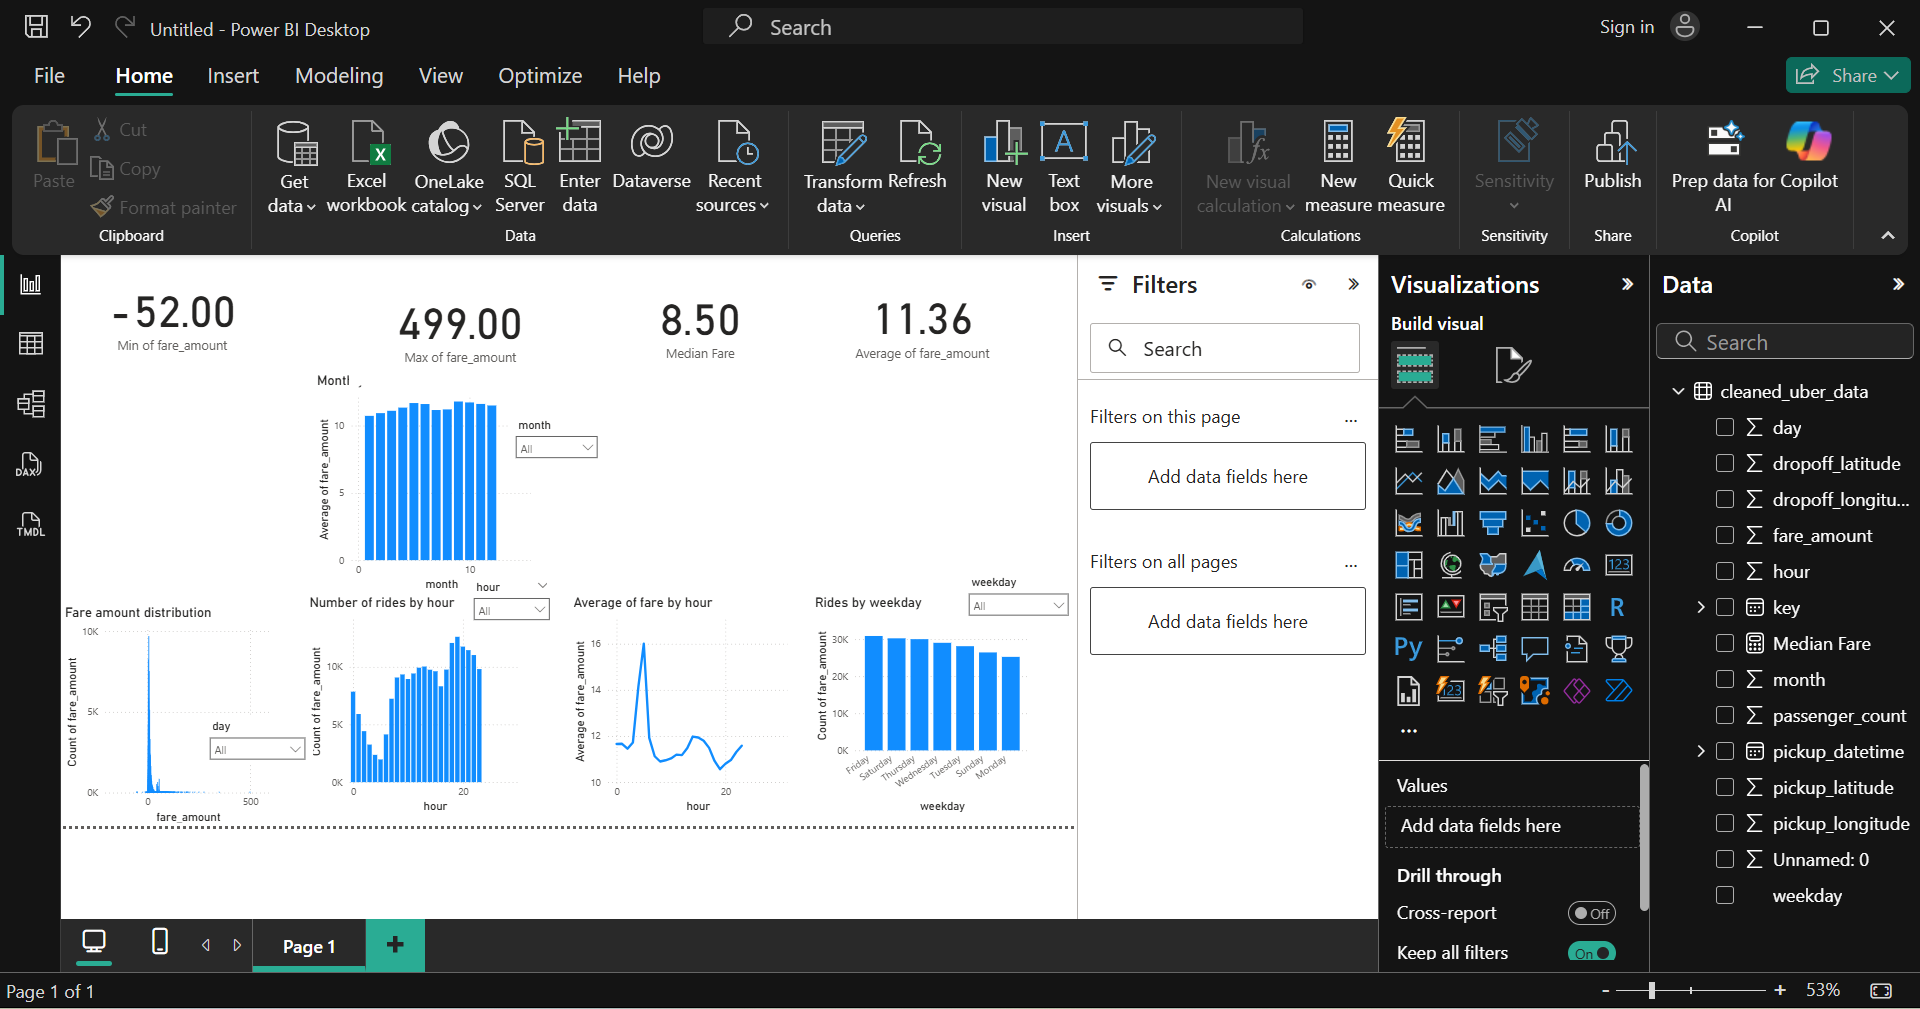 Untitled - Power BI Desktop
Search
Sign in
File
Home
Insert
Modeling
View
Optimize
Help
Share
Paste
Cut
Copy
Format painter
Clipboard
Get data
Excel workbook
OneLake catalog
SQL Server
Enter data
Dataverse
Recent sources
Data
Transform data
Refresh
Queries
New visual
Text box
More visuals
Insert
New visual calculation
New measure
Quick measure
Calculations
Sensitivity
Sensitivity
Publish
Share
Prep data for AI
Copilot
Copilot
DAX
TMDL
-52.00
Min of fare_amount
499.00
Max of fare_amount
8.50
Median Fare
11.36
Average of fare_amount
Average of fare_amount
10
5
0
0
10
month
month
All
Fare amount distribution
Count of fare_amount
10K
5K
0K
0
500
fare_amount
day
All
hour
All
Number of rides by hour
Count of fare_amount
10K
5K
0K
0
20
hour
Average of fare by hour
Average of fare_amount
16
14
12
10
0
20
hour
weekday
All
Rides by weekday
Count of fare_amount
30K
20K
10K
0K
Friday
Saturday
Thursday
Wednesday
Tuesday
Sunday
Monday
weekday
Filters
Search
Filters on this page
...
Add data fields here
Filters on all pages
...
Add data fields here
Visualizations
Build visual
123
R
Py
123
...
Values
Add data fields here
Drill through
Cross-report
Off
Keep all filters
On
Data
Search
cleaned_uber_data
day
dropoff_latitude
dropoff_longitu...
fare_amount
hour
key
Median Fare
month
passenger_count
pickup_datetime
pickup_latitude
pickup_longitude
Unnamed: 0
weekday
Page 1
+
Page 1 of 1
-
+
53%